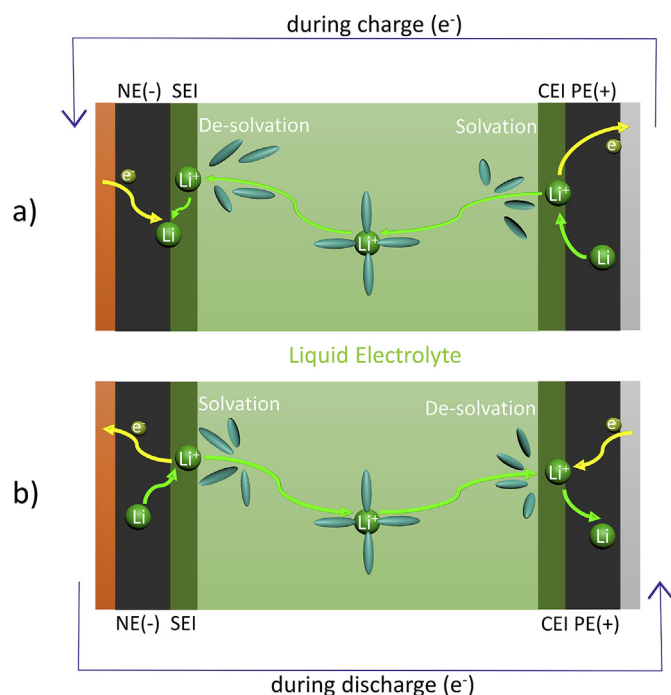 during charge (e⁻)
NE(-) SEI CEI PE(+)
De-solvation Solvation
e⁻ Li⁺ Li⁺ e⁻
a) Li Li⁺ Li
Liquid Electrolyte
Solvation De-solvation
e⁻ Li⁺ Li⁺ e⁻
b) Li Li⁺ Li
NE(-) SEI CEI PE(+)
during discharge (e⁻)